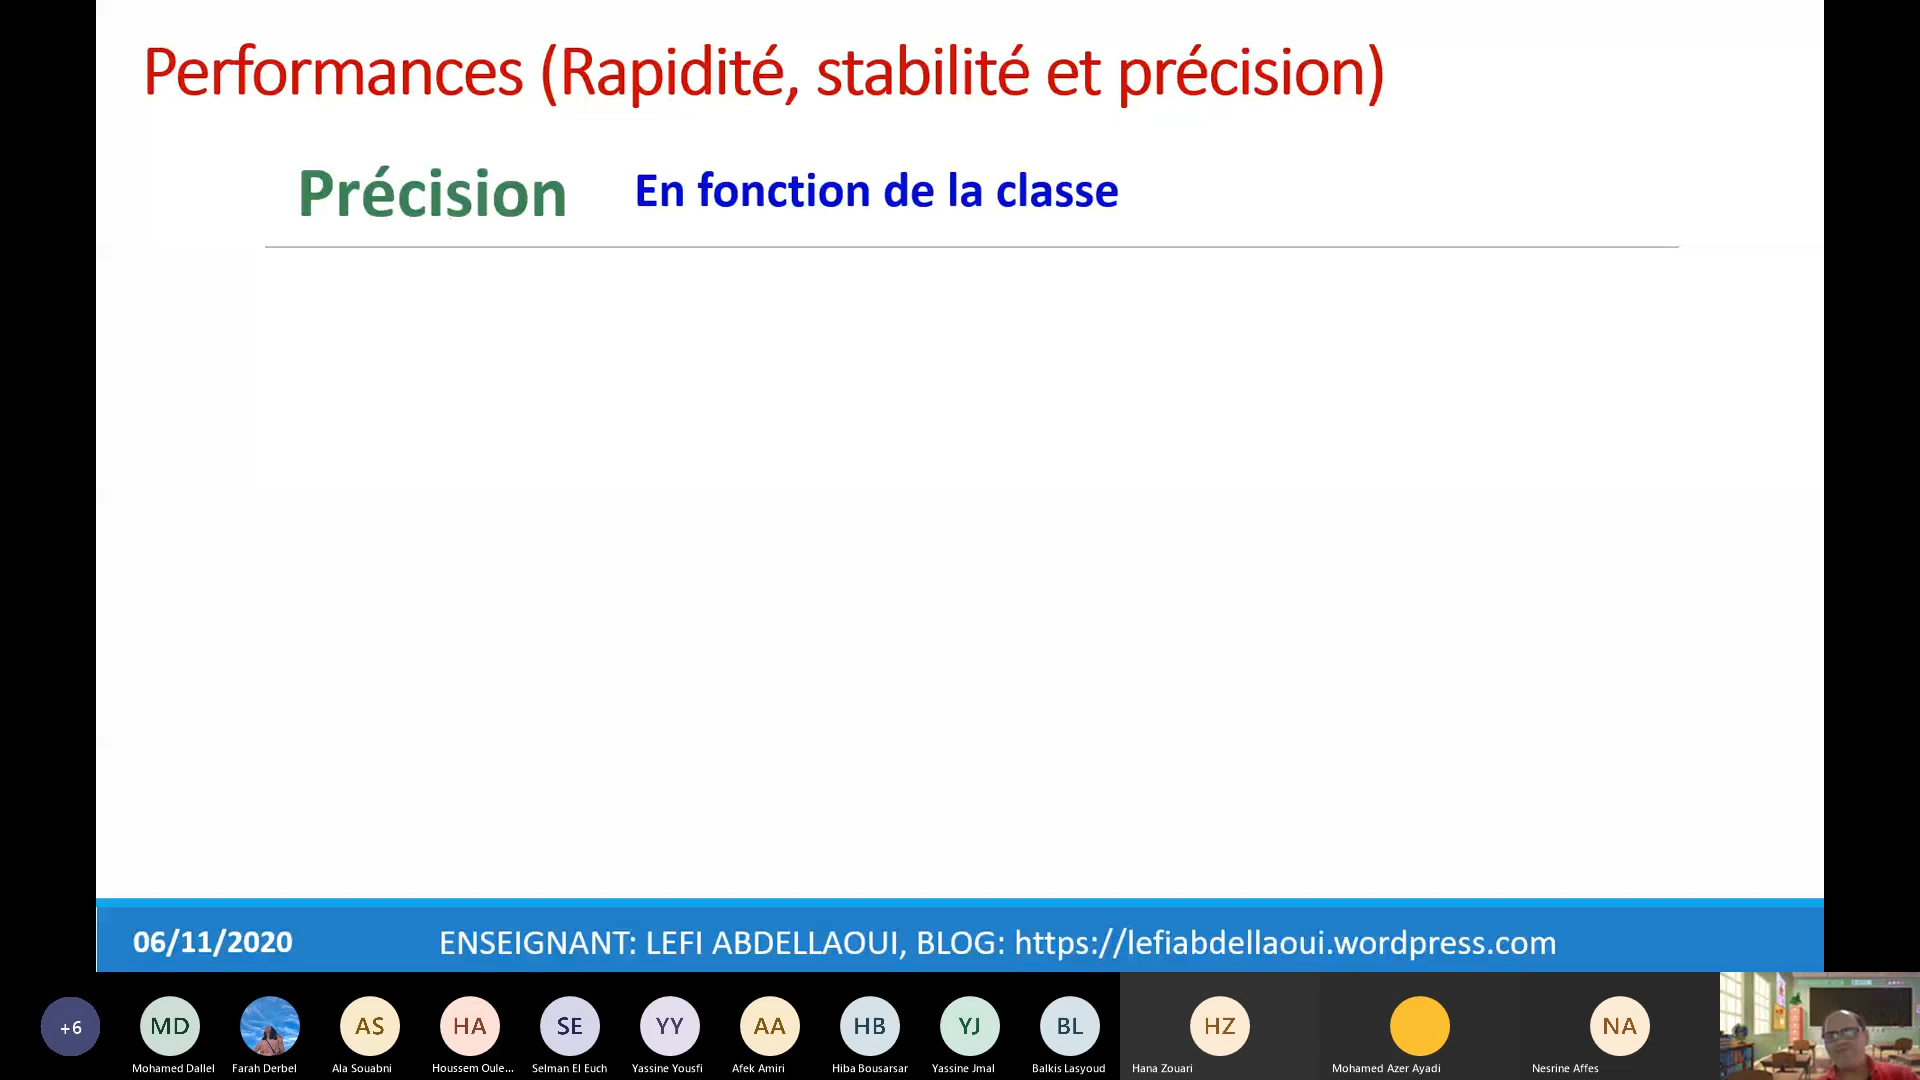 Performances (Rapidité, stabilité et précision)
Précision En fonction de la classe
06/11/2020 ENSEIGNANT: LEFI ABDELLAOUI, BLOG: https://lefiabdellaoui.wordpress.com
+6 MD AS HA SE YY AA HB YJ BL HZ NA
Mohamed Dallel Farah Derbel Ala Souabni Houssem Oule... Selman El Euch Yassine Yousfi Afek Amiri Hiba Bousarsar Yassine Jmal Balkis Lasyoud Hana Zouari Mohamed Azer Ayadi Nesrine Affes